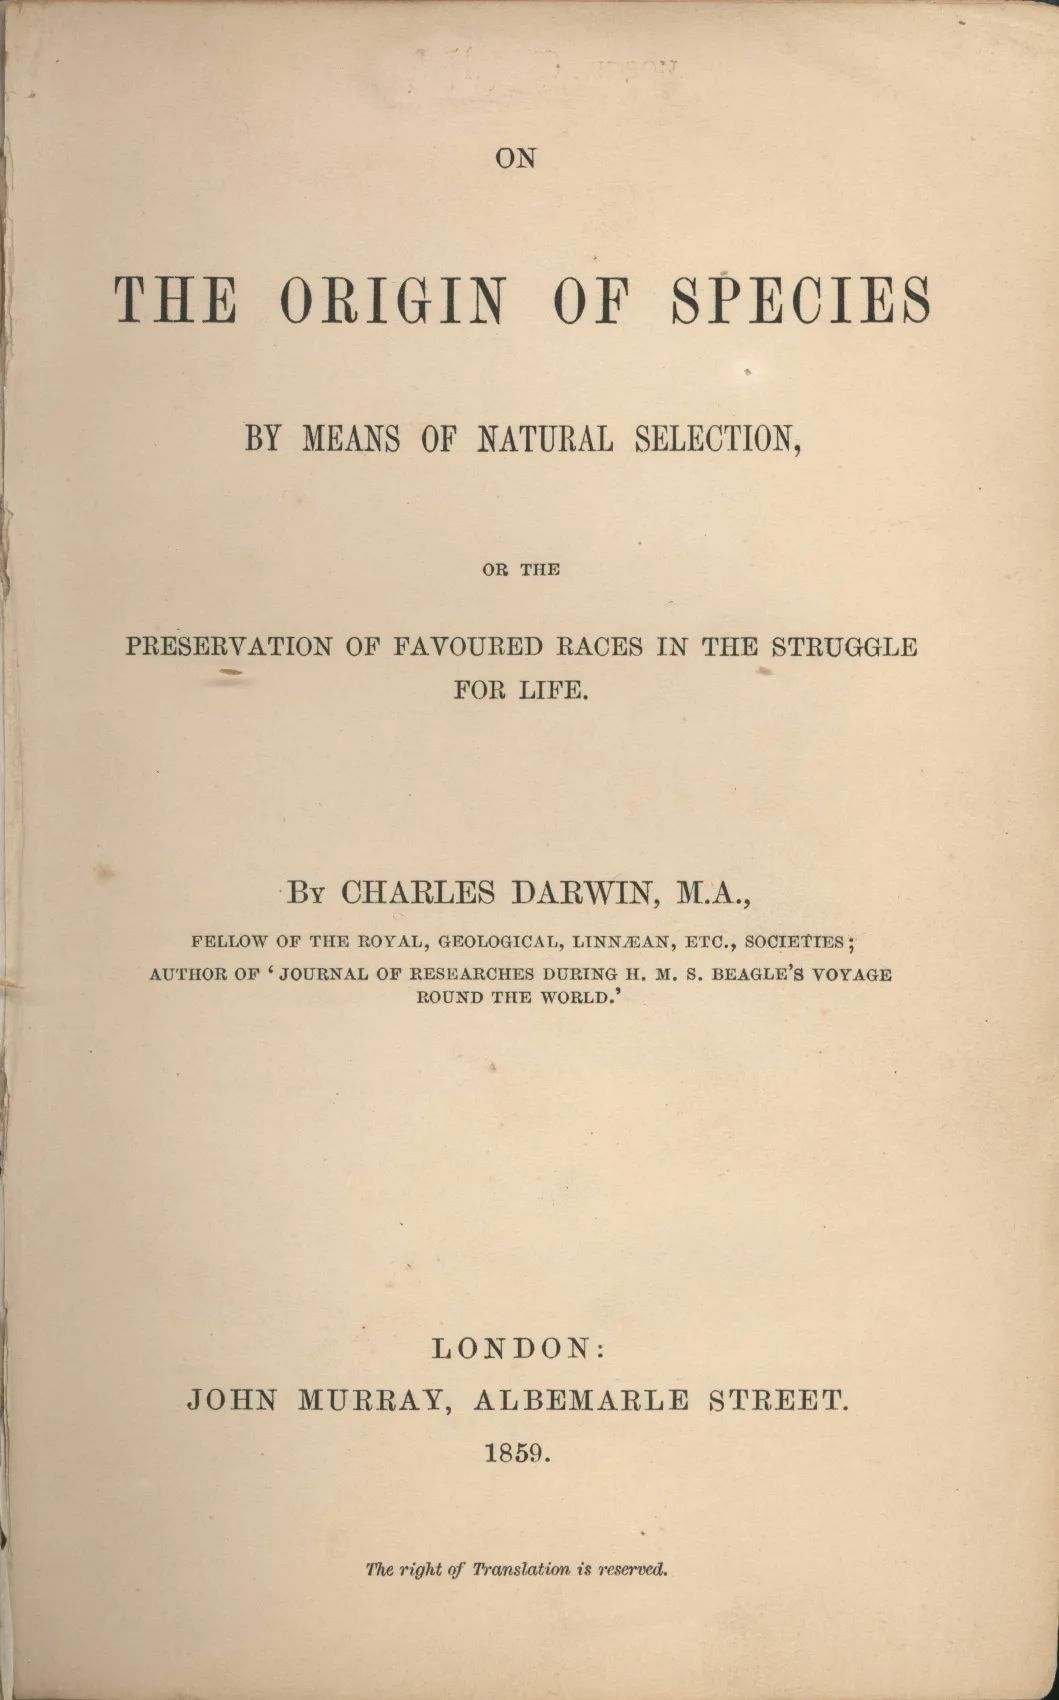 ON
THE ORIGIN OF SPECIES
BY MEANS OF NATURAL SELECTION,
OR THE
PRESERVATION OF FAVOURED RACES IN THE STRUGGLE
FOR LIFE.
By CHARLES DARWIN, M.A.,
FELLOW OF THE ROYAL, GEOLOGICAL, LINNÆAN, ETC., SOCIETIES;
AUTHOR OF ‘JOURNAL OF RESEARCHES DURING H. M. S. BEAGLE’S VOYAGE
ROUND THE WORLD.’
LONDON:
JOHN MURRAY, ALBEMARLE STREET.
1859.
The right of Translation is reserved.